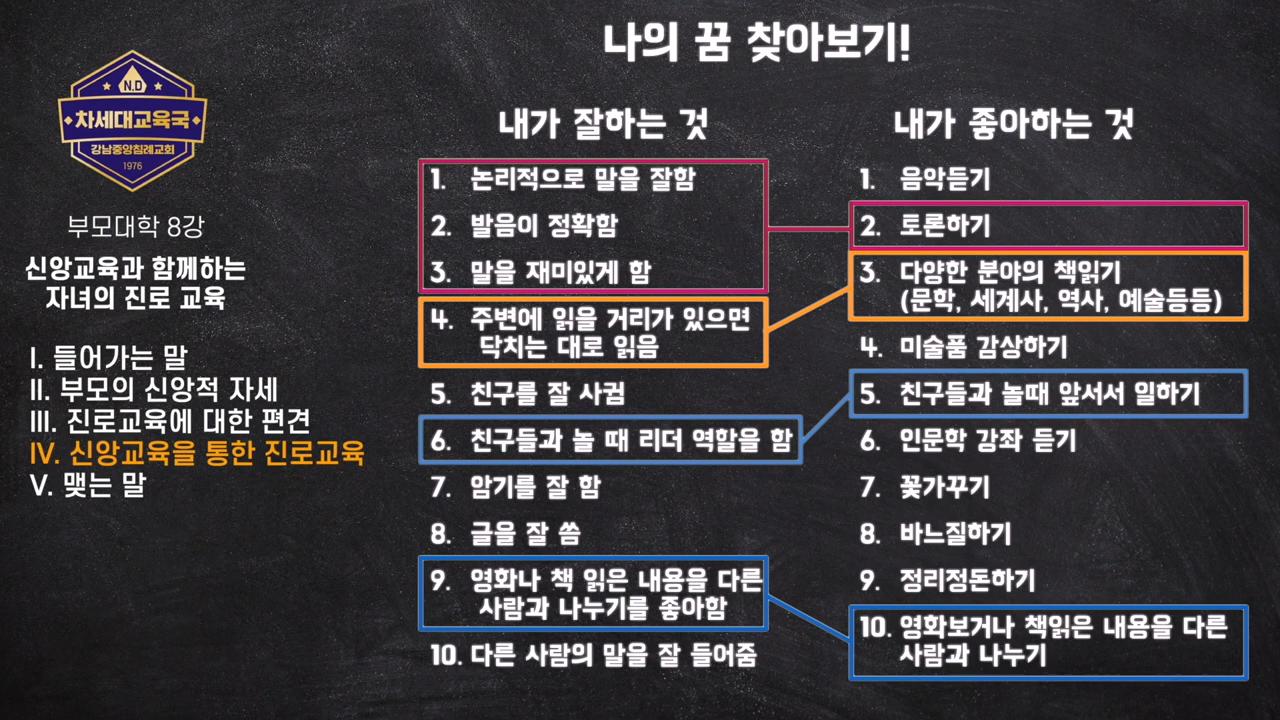 나의 꿈 찾아보기!
N.D
차세대교육국
강남중앙침례교회
1976
부모대학 8강
신앙교육과 함께하는
자녀의 진로 교육
I. 들어가는 말
II. 부모의 신앙적 자세
III. 진로교육에 대한 편견
IV. 신앙교육을 통한 진로교육
V. 맺는 말
내가 잘하는 것
1. 논리적으로 말을 잘함
2. 발음이 정확함
3. 말을 재미있게 함
4. 주변에 읽을 거리가 있으면
닥치는 대로 읽음
5. 친구를 잘 사귐
6. 친구들과 놀 때 리더 역할을 함
7. 암기를 잘 함
8. 글을 잘 씀
9. 영화나 책 읽은 내용을 다른
사람과 나누기를 좋아함
10. 다른 사람의 말을 잘 들어줌
내가 좋아하는 것
1. 음악듣기
2. 토론하기
3. 다양한 분야의 책읽기
(문학, 세계사, 역사, 예술등등)
4. 미술품 감상하기
5. 친구들과 놀때 앞서서 일하기
6. 인문학 강좌 듣기
7. 꽃가꾸기
8. 바느질하기
9. 정리정돈하기
10. 영화보거나 책읽은 내용을 다른
사람과 나누기